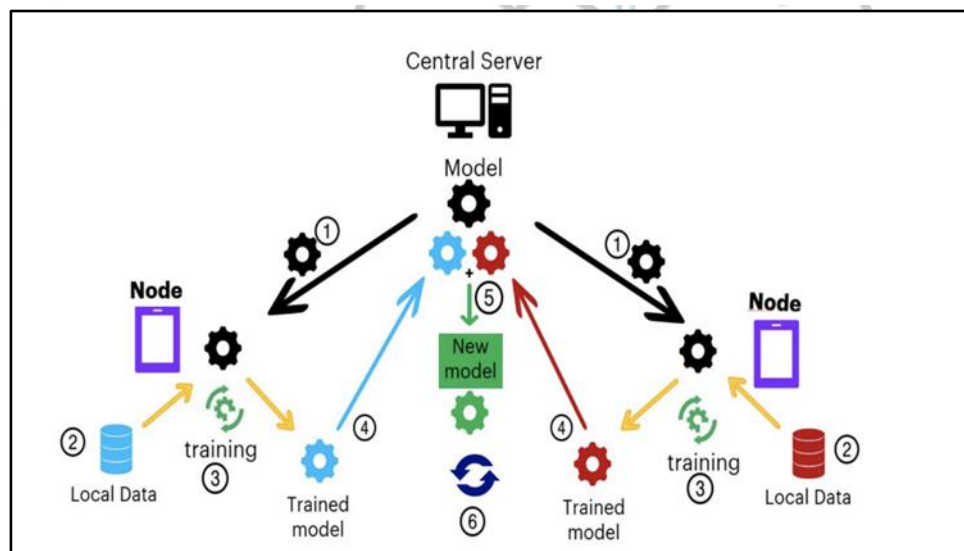 Central Server
Model
1
1
Node
Node
5
New
model
2
training
3
4
4
training
3
2
Local Data
Trained
model
6
Trained
model
Local Data